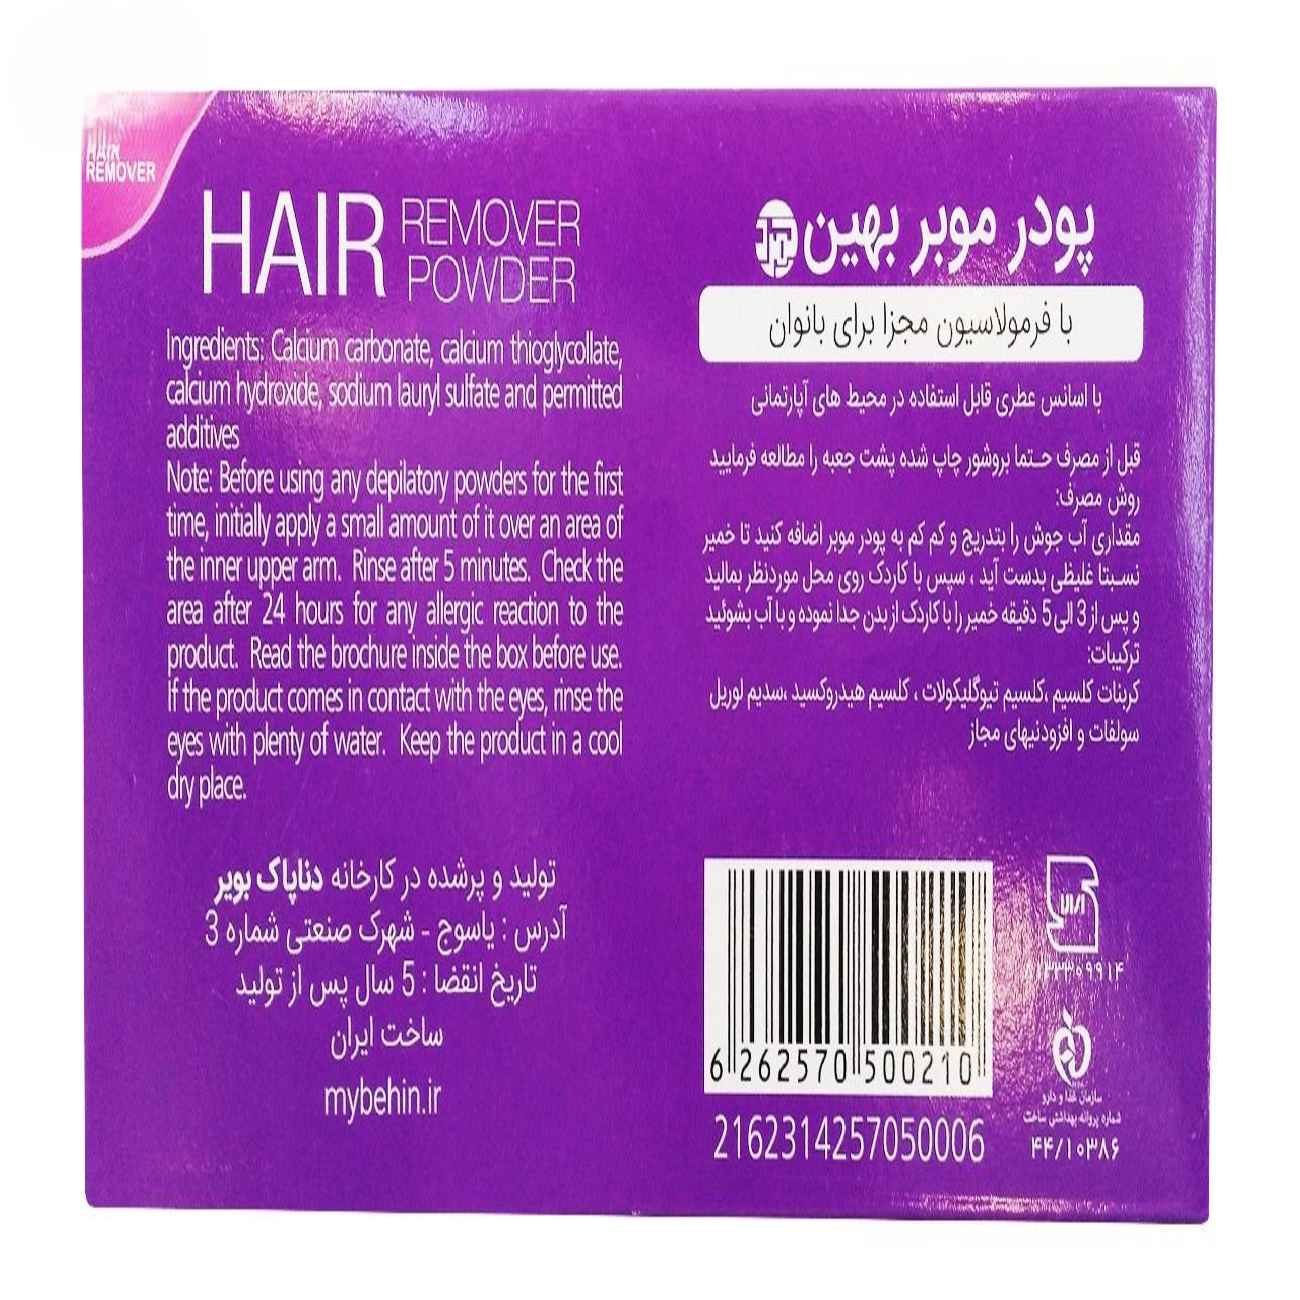 HAIR
REMOVER
HAIR REMOVER
POWDER
Ingredients: Calcium carbonate, calcium thioglycollate,
calcium hydroxide, sodium lauryl sulfate and permitted
additives
Note: Before using any depilatory powders for the first
time, initially apply a small amount of it over an area of
the inner upper arm. Rinse after 5 minutes. Check the
area after 24 hours for any allergic reaction to the
product. Read the brochure inside the box before use.
If the product comes in contact with the eyes, rinse the
eyes with plenty of water. Keep the product in a cool
dry place.
تولید و پرشده در کارخانه دناپاک بویر
آدرس : یاسوج - شهرک صنعتی شماره 3
تاریخ انقضا : 5 سال پس از تولید
ساخت ایران
mybehin.ir
پودر موبر بهین
با فرمولاسیون مجزا برای بانوان
با اسانس عطری قابل استفاده در محیط های آپارتمانی
قبل از مصرف حتما بروشور چاپ شده پشت جعبه را مطالعه فرمایید
روش مصرف:
مقداری آب جوش را بتدریج و کم کم به پودر موبر اضافه کنید تا خمیر
نسبتا غلیظی بدست آید ، سپس با کاردک روی محل موردنظر بمالید
و پس از 3 الی 5 دقیقه خمیر را با کاردک از بدن جدا نموده و با آب بشوئید
ترکیبات:
کربنات کلسیم ،کلسیم تیوگلیکولات ، کلسیم هیدروکسید ،سدیم لوریل
سولفات و افزودنیهای مجاز
6 262570 500210
2162314257050006
سازمان غذا و دارو
شماره پروانه بهداشتی ساخت
۴۴/۱۰۳۸۶